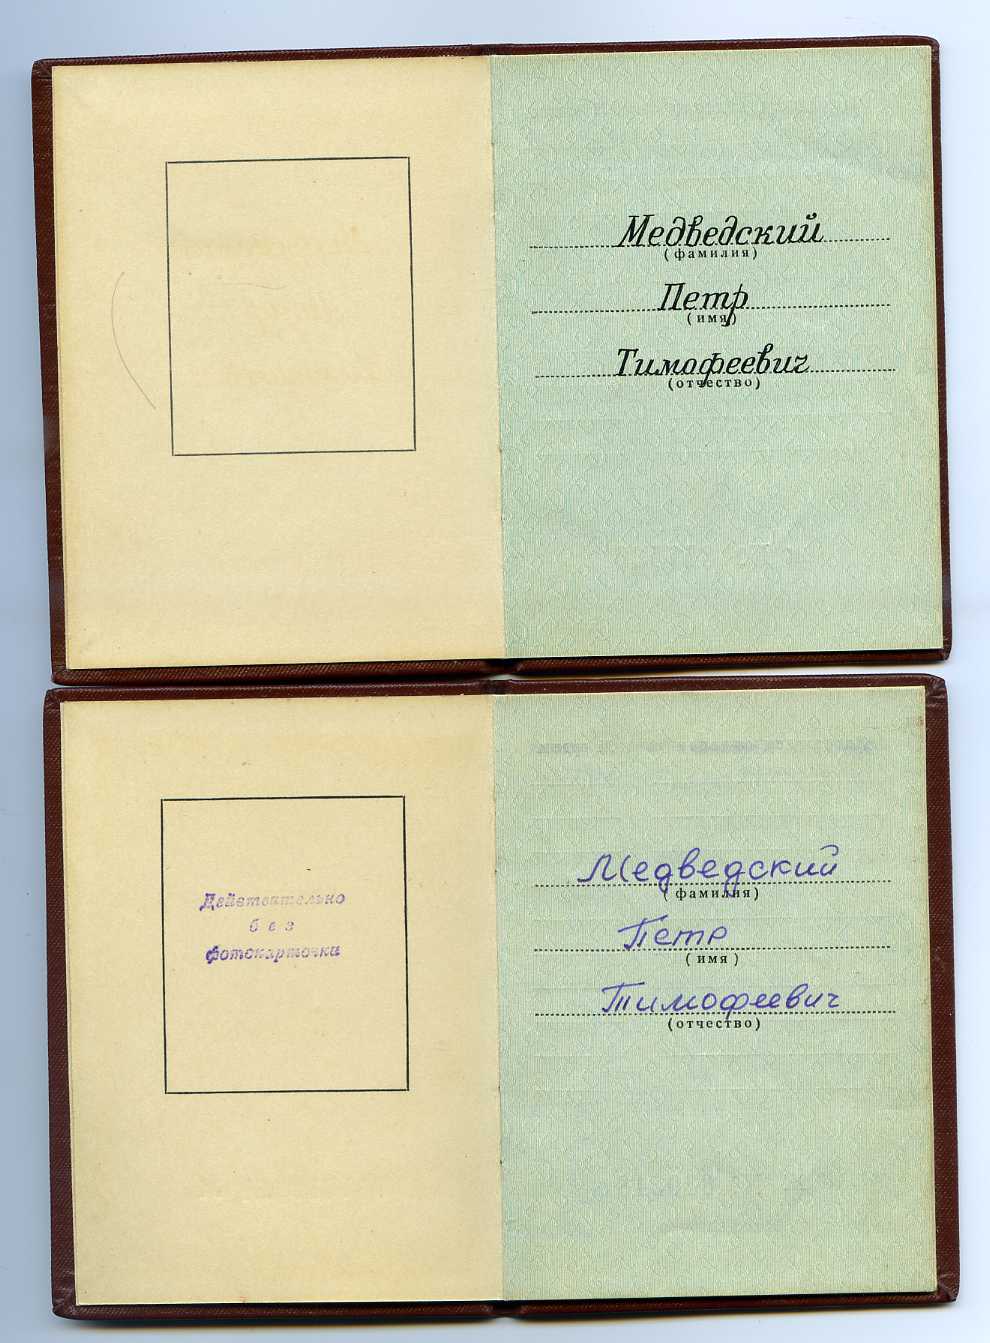 Медведский
(фамилия)
Петр
(имя)
Тимофеевич
(отчество)
Действительно
без
фотокарточки
Медведский
(фамилия)
Петр
(имя)
Тимофеевич
(отчество)